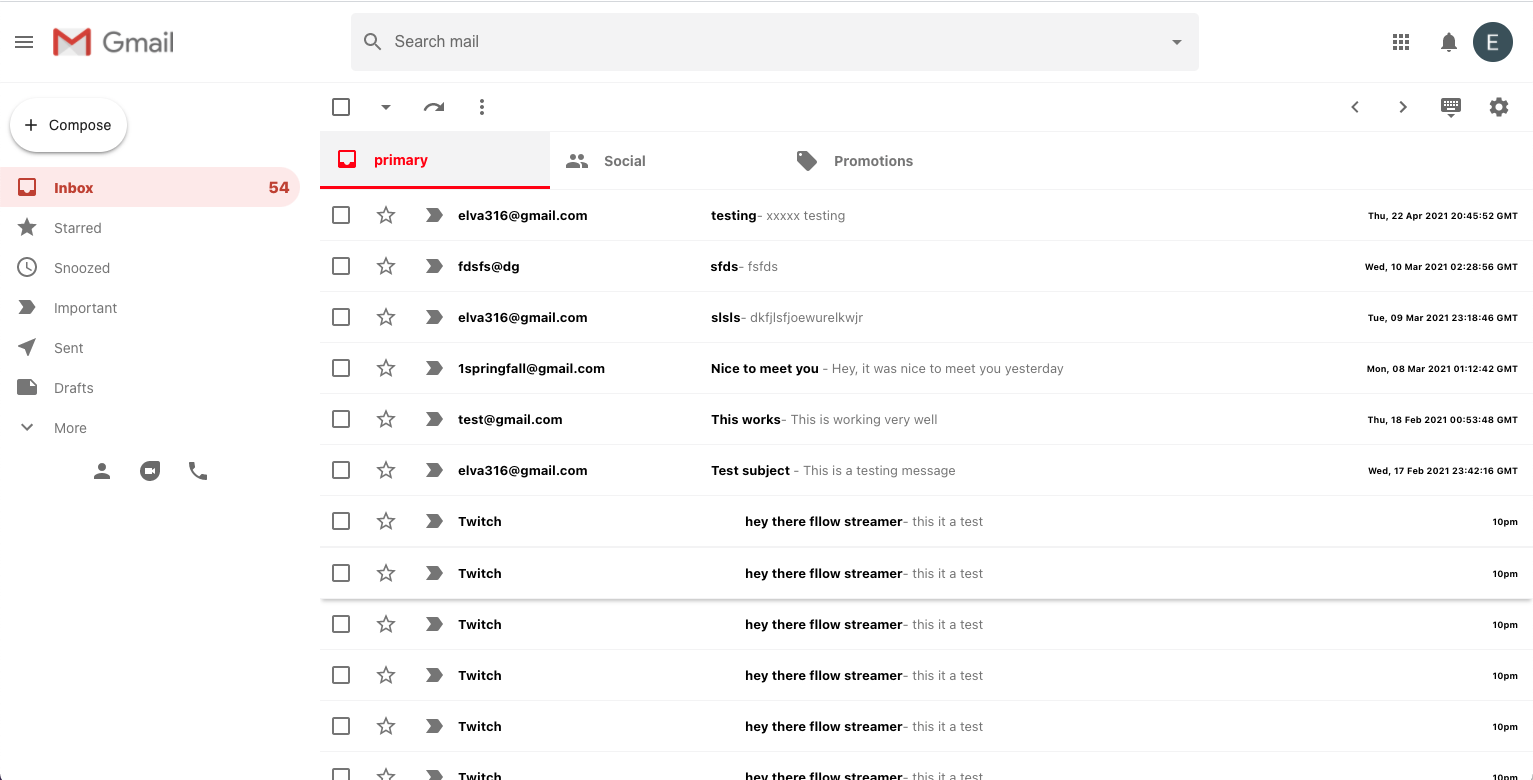 Gmail
Search mail
E
Compose
Inbox 54
Starred
Snoozed
Important
Sent
Drafts
More
primary Social Promotions
elva316@gmail.com testing- xxxxx testing Thu, 22 Apr 2021 20:45:52 GMT
fdsfs@dg sfds- fsfds Wed, 10 Mar 2021 02:28:56 GMT
elva316@gmail.com slsls- dkfjlsfjoewurelkwjr Tue, 09 Mar 2021 23:18:46 GMT
1springfall@gmail.com Nice to meet you - Hey, it was nice to meet you yesterday Mon, 08 Mar 2021 01:12:42 GMT
test@gmail.com This works- This is working very well Thu, 18 Feb 2021 00:53:48 GMT
elva316@gmail.com Test subject - This is a testing message Wed, 17 Feb 2021 23:42:16 GMT
Twitch hey there fllow streamer- this it a test 10pm
Twitch hey there fllow streamer- this it a test 10pm
Twitch hey there fllow streamer- this it a test 10pm
Twitch hey there fllow streamer- this it a test 10pm
Twitch hey there fllow streamer- this it a test 10pm
Twitch hey there fllow streamer- this it a test 10pm